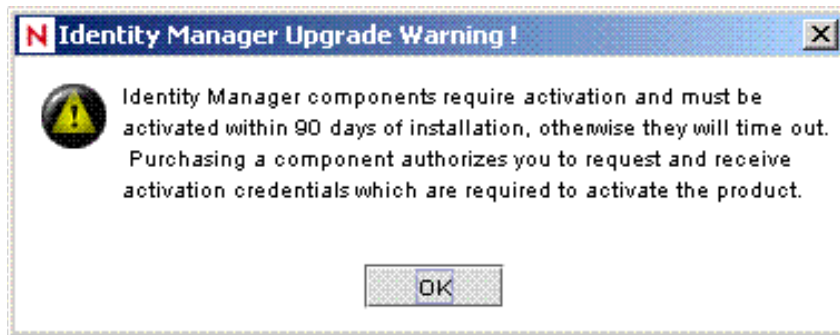 N Identity Manager Upgrade Warning !
Identity Manager components require activation and must be
activated within 90 days of installation, otherwise they will time out.
Purchasing a component authorizes you to request and receive
activation credentials which are required to activate the product.
OK